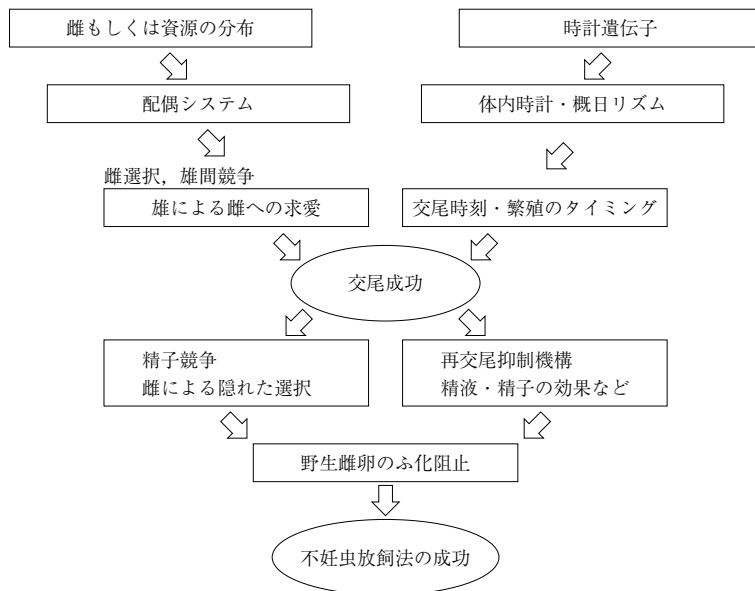 雌もしくは資源の分布
時計遺伝子
配偶システム
体内時計・概日リズム
雌選択，雄間競争
雄による雌への求愛
交尾時刻・繁殖のタイミング
交尾成功
精子競争
雌による隠れた選択
再交尾抑制機構
精液・精子の効果など
野生雌卵のふ化阻止
不妊虫放飼法の成功